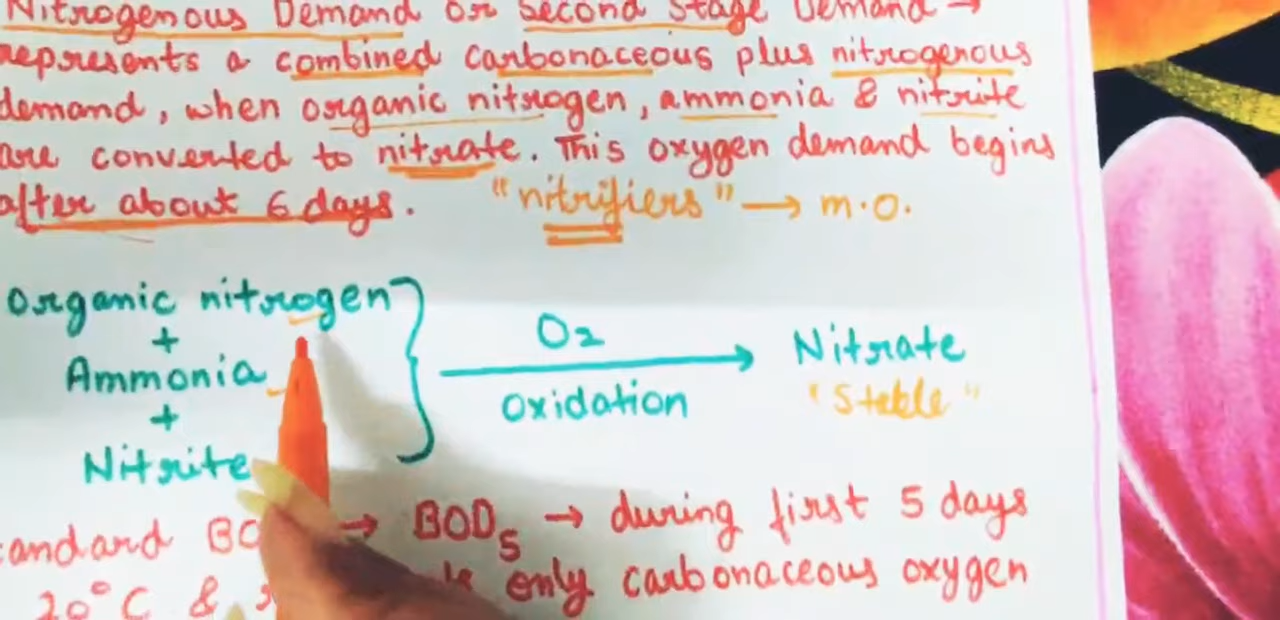 Nitrogenous Demand or Second Stage Demand →
represents a combined carbonaceous plus nitrogenous
demand, when organic nitrogen, ammonia & nitrite
are converted to nitrate. This oxygen demand begins
after about 6 days. "nitrifiers" → m.o.
Organic nitrogen
+
Ammonia
+
Nitrite
O₂
Oxidation
Nitrate
"Stable"
→ BOD₅ → during first 5 days
20°C & only carbonaceous oxygen